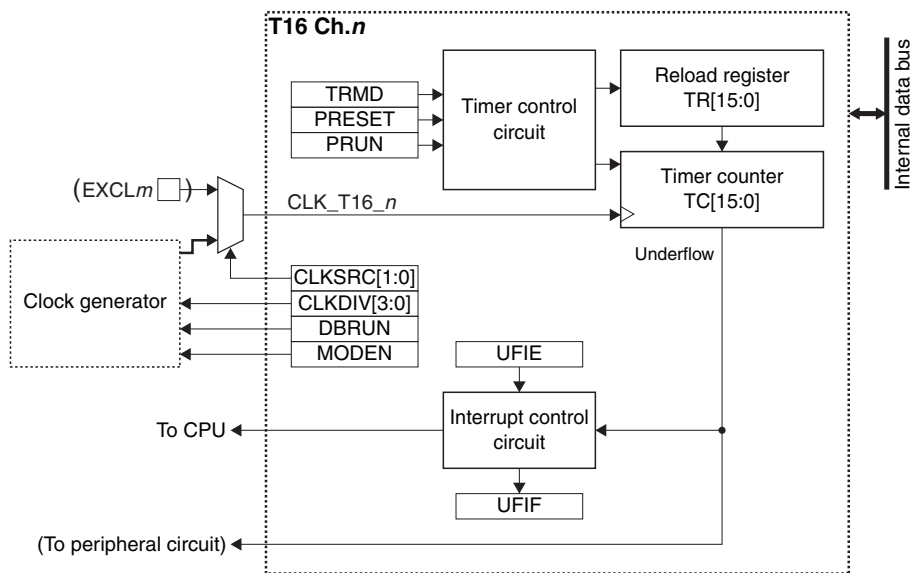 T16 Ch.n
Internal data bus
TRMD
PRESET
PRUN
Timer control
circuit
Reload register
TR[15:0]
Timer counter
TC[15:0]
(EXCLm )
CLK_T16_n
Underflow
Clock generator
CLKSRC[1:0]
CLKDIV[3:0]
DBRUN
MODEN
UFIE
Interrupt control
circuit
To CPU
UFIF
(To peripheral circuit)